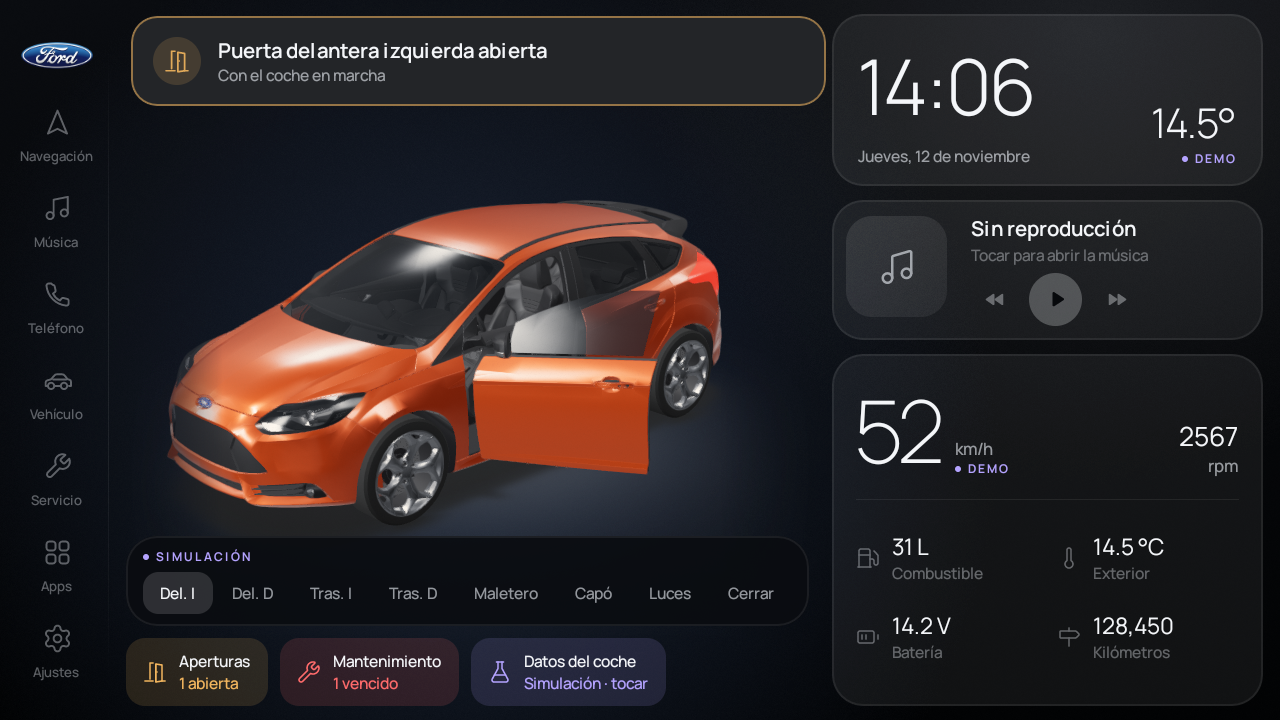 Ford
Navegación
Música
Teléfono
Vehículo
Servicio
Apps
Ajustes
Puerta delantera izquierda abierta
Con el coche en marcha
SIMULACIÓN
Del. I
Del. D
Tras. I
Tras. D
Maletero
Capó
Luces
Cerrar
Aperturas
1 abierta
Mantenimiento
1 vencido
Datos del coche
Simulación · tocar
14:06
Jueves, 12 de noviembre
14.5°
DEMO
Sin reproducción
Tocar para abrir la música
52 km/h
DEMO
2567
rpm
31 L
Combustible
14.5 °C
Exterior
14.2 V
Batería
128,450
Kilómetros